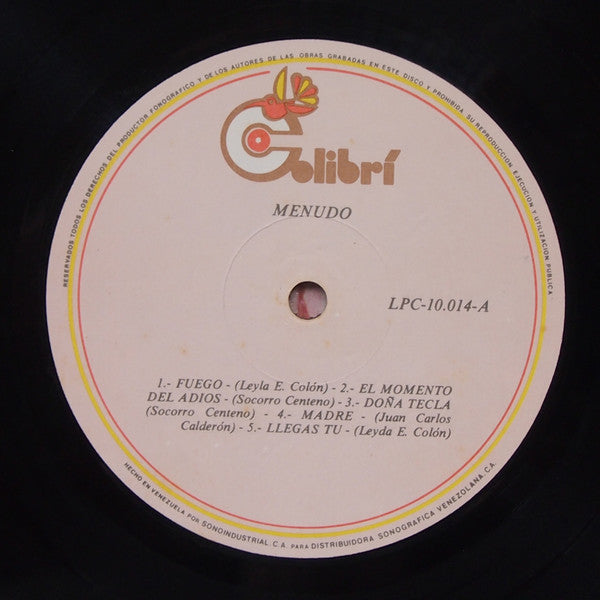 RESERVADOS TODOS LOS DERECHOS DEL PRODUCTOR FONOGRAFICO Y DE LOS AUTORES DE LAS OBRAS GRABADAS EN ESTE DISCO Y PROHIBIDA SU REPRODUCCION, EJECUCION Y UTILIZACION PUBLICA
Colibrí
MENUDO
LPC-10.014-A
1.- FUEGO - (Leyla E. Colón) - 2.- EL MOMENTO
DEL ADIOS - (Socorro Centeno) - 3.- DOÑA TECLA
(Socorro Centeno) - 4.- MADRE - (Juan Carlos
Calderón) - 5.- LLEGAS TU - (Leyda E. Colón)
HECHO EN VENEZUELA POR SONOINDUSTRIAL, C.A. PARA DISTRIBUIDORA SONOGRAFICA VENEZOLANA, C.A.